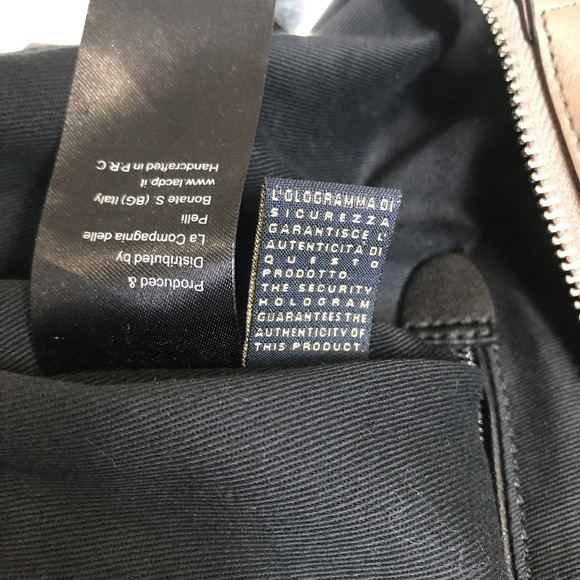 Produced &
Distributed by
La Compagnia delle
Pelli
Bonate S. (BG) Italy
www.lacdp.it
Handcrafted in P.R.C
L'OLOGRAMMA DI
SICUREZZA
GARANTISCE L'
AUTENTICITA DI
QUESTO
PRODOTTO.
THE SECURITY
HOLOGRAM
GUARANTEES THE
AUTHENTICITY OF
THIS PRODUCT.